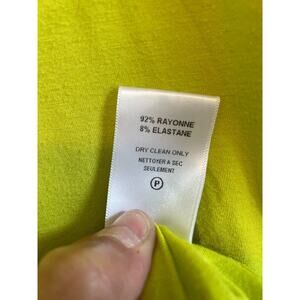 92% RAYONNE
8% ELASTANE
DRY CLEAN ONLY
NETTOYER A SEC
SEULEMENT
P